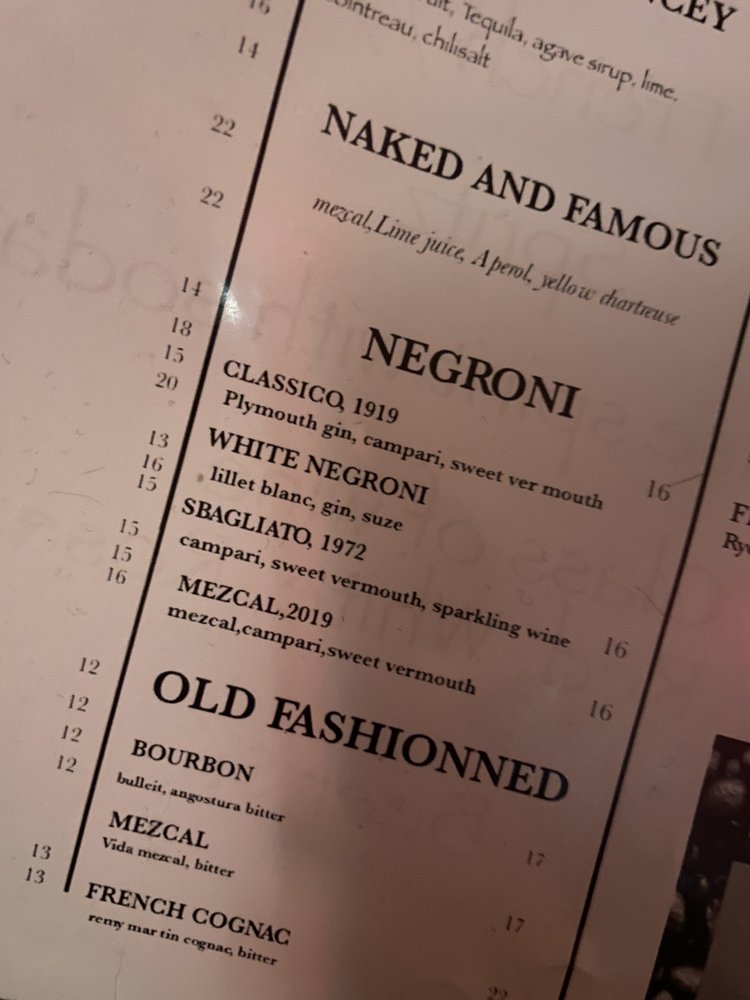 16
14
22
22
14
18
15
20
13
16
15
15
15
16
12
12
12
12
13
13
Tequila, agave sirup, lime,
chilisalt
NAKED AND FAMOUS
mezcal,Lime juice, Aperol, yellow chartreuse
NEGRONI
CLASSICO, 1919
Plymouth gin, campari, sweet ver mouth 16
WHITE NEGRONI
lillet blanc, gin, suze
SBAGLIATO, 1972
campari, sweet vermouth, sparkling wine 16
MEZCAL,2019
mezcal,campari,sweet vermouth 16
OLD FASHIONNED
BOURBON
bulleit, angostura bitter 17
MEZCAL
Vida mezcal, bitter 17
FRENCH COGNAC
remy mar tin cognac, bitter